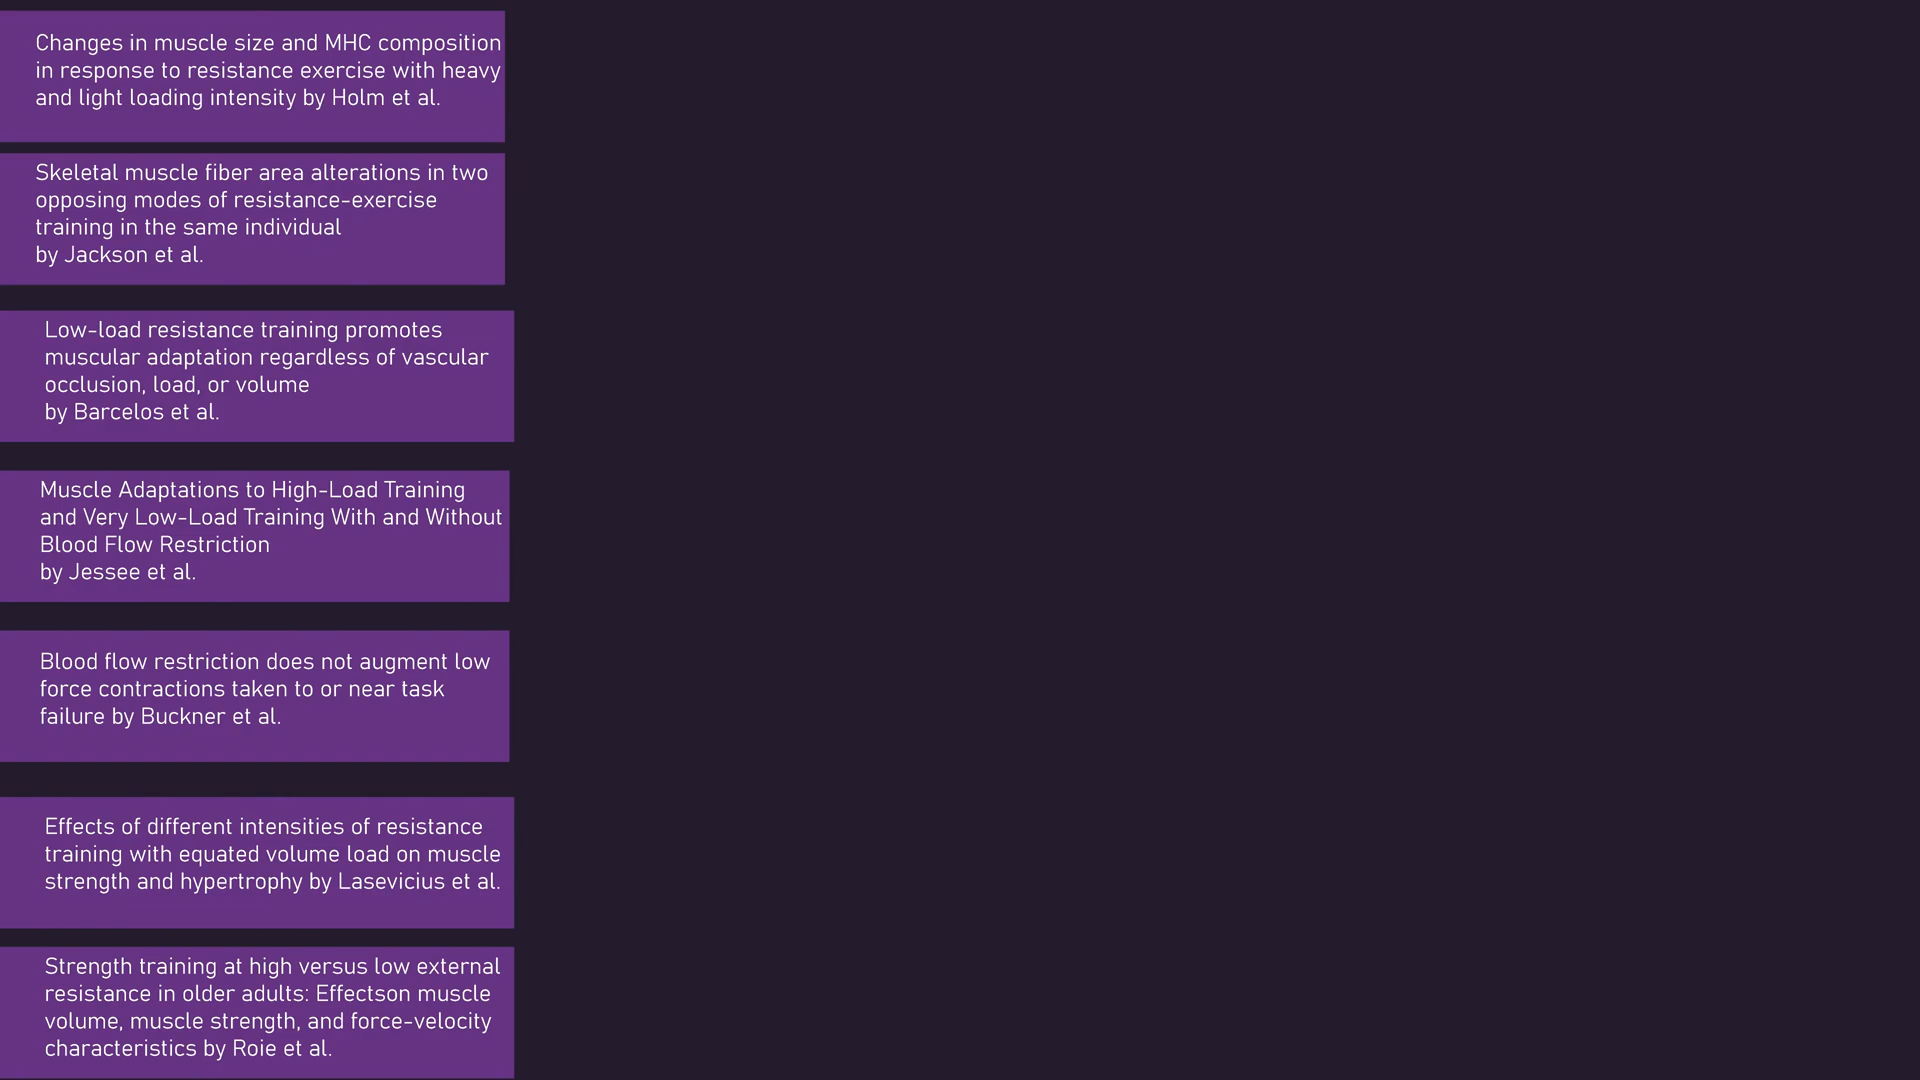 Changes in muscle size and MHC composition
in response to resistance exercise with heavy
and light loading intensity by Holm et al.
Skeletal muscle fiber area alterations in two
opposing modes of resistance-exercise
training in the same individual
by Jackson et al.
Low-load resistance training promotes
muscular adaptation regardless of vascular
occlusion, load, or volume
by Barcelos et al.
Muscle Adaptations to High-Load Training
and Very Low-Load Training With and Without
Blood Flow Restriction
by Jessee et al.
Blood flow restriction does not augment low
force contractions taken to or near task
failure by Buckner et al.
Effects of different intensities of resistance
training with equated volume load on muscle
strength and hypertrophy by Lasevicius et al.
Strength training at high versus low external
resistance in older adults: Effectson muscle
volume, muscle strength, and force-velocity
characteristics by Roie et al.